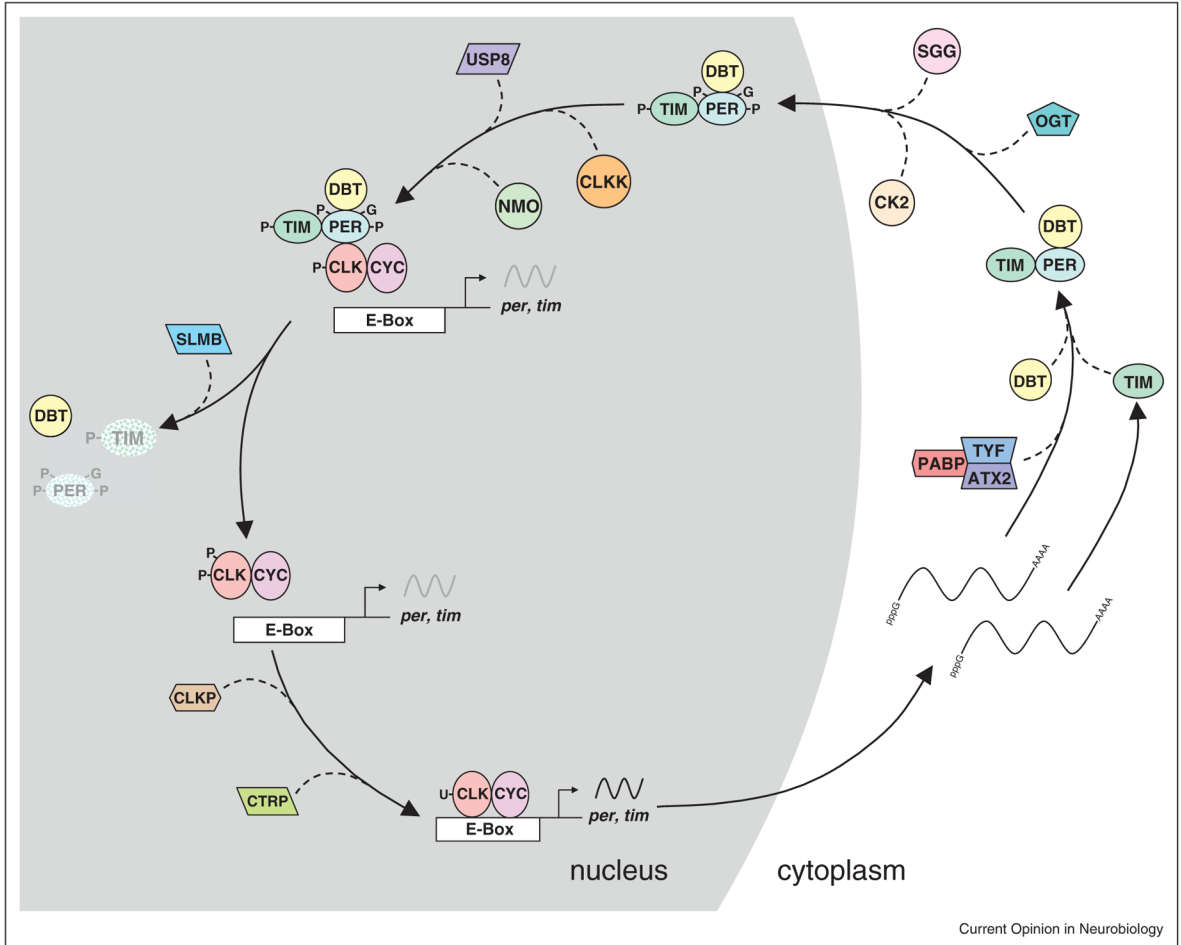 USP8
SGG
DBT
P
G
P-
TIM
PER
-P
OGT
CLKK
NMO
CK2
DBT
P
G
P-
TIM
PER
-P
P-
CLK
CYC
per, tim
E-Box
DBT
TIM
PER
SLMB
DBT
P-
TIM
P
G
P-
PER
-P
DBT
TIM
PABP
TYF
ATX2
P
P-
CLK
CYC
per, tim
E-Box
pppG
AAAA
pppG
AAAA
CLKP
CTRP
U-
CLK
CYC
per, tim
E-Box
nucleus
cytoplasm
Current Opinion in Neurobiology